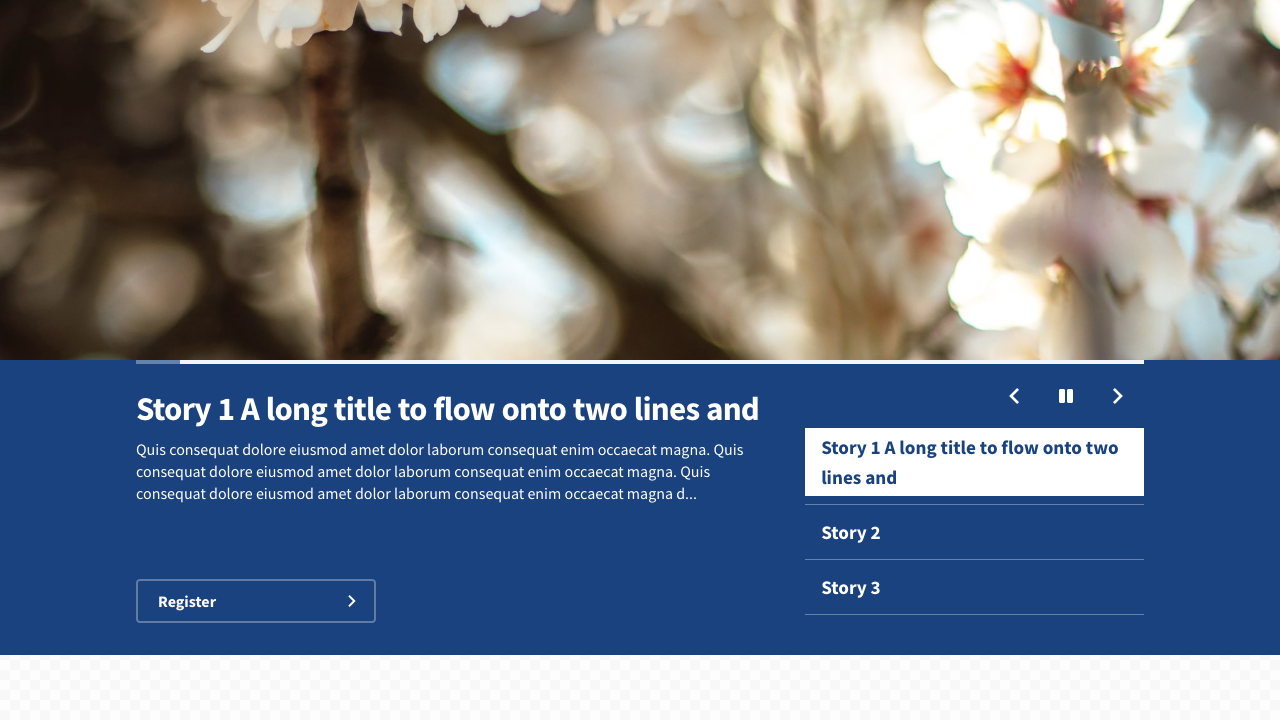 Story 1 A long title to flow onto two lines and
Quis consequat dolore eiusmod amet dolor laborum consequat enim occaecat magna. Quis
consequat dolore eiusmod amet dolor laborum consequat enim occaecat magna. Quis
consequat dolore eiusmod amet dolor laborum consequat enim occaecat magna d...
Register
Story 1 A long title to flow onto two
lines and
Story 2
Story 3